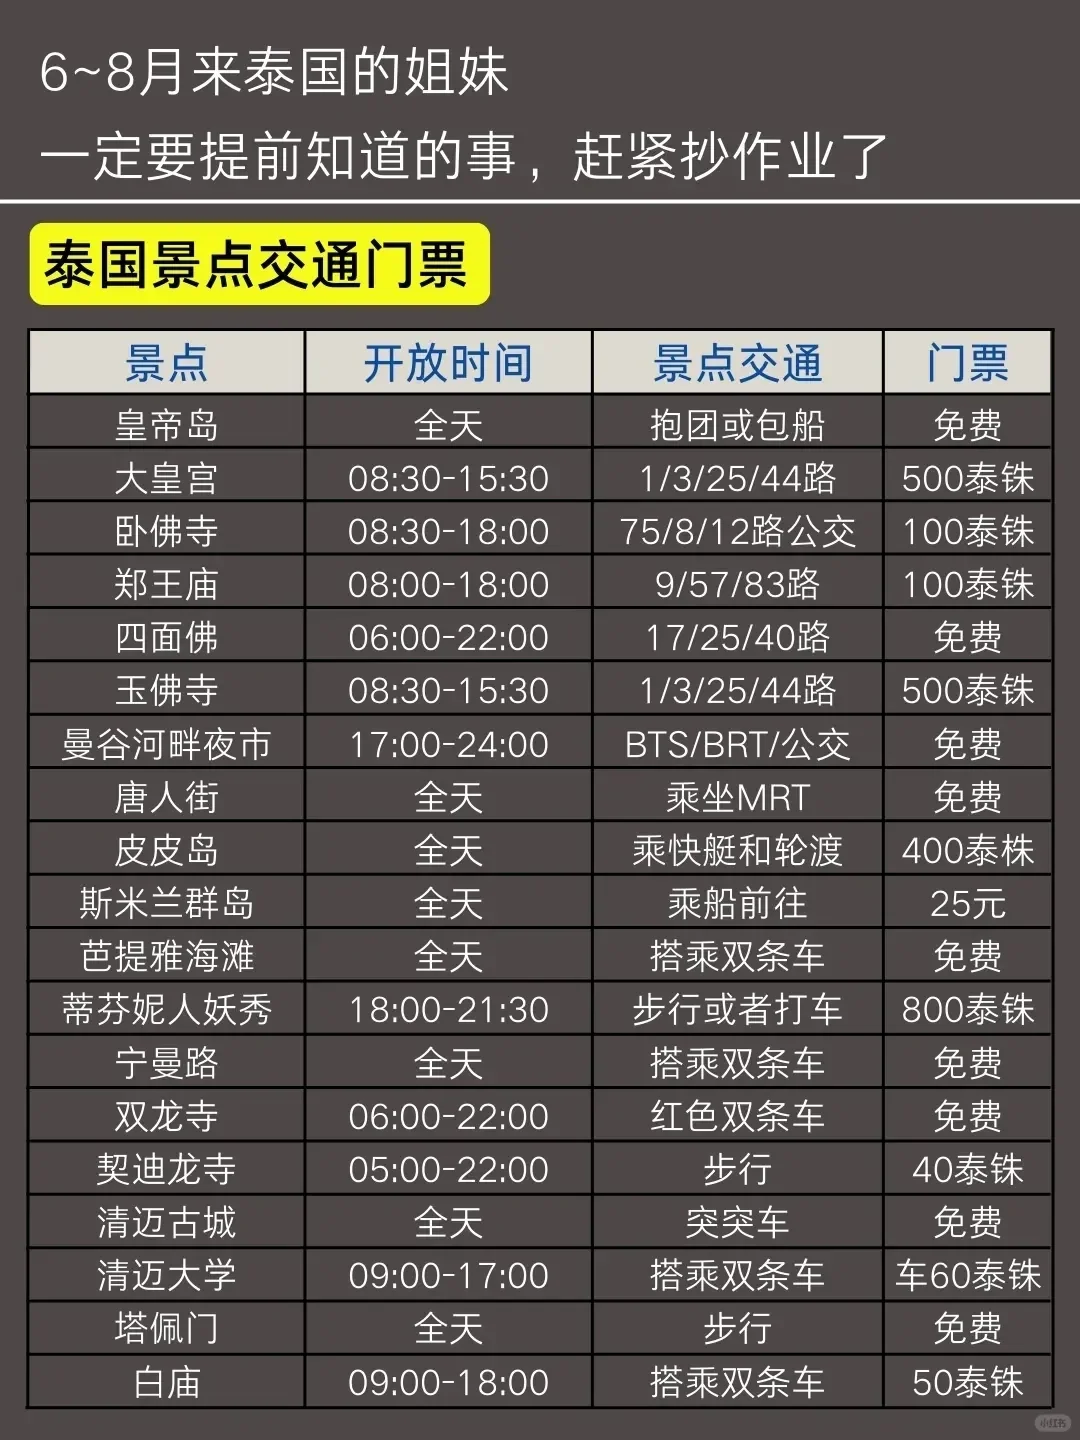 6~8月来泰国的姐妹
一定要提前知道的事，赶紧抄作业了
泰国景点交通门票
景点 开放时间 景点交通 门票
皇帝岛 全天 抱团或包船 免费
大皇宫 08:30-15:30 1/3/25/44路 500泰铢
卧佛寺 08:30-18:00 75/8/12路公交 100泰铢
郑王庙 08:00-18:00 9/57/83路 100泰铢
四面佛 06:00-22:00 17/25/40路 免费
玉佛寺 08:30-15:30 1/3/25/44路 500泰铢
曼谷河畔夜市 17:00-24:00 BTS/BRT/公交 免费
唐人街 全天 乘坐MRT 免费
皮皮岛 全天 乘快艇和轮渡 400泰株
斯米兰群岛 全天 乘船前往 25元
芭提雅海滩 全天 搭乘双条车 免费
蒂芬妮人妖秀 18:00-21:30 步行或者打车 800泰铢
宁曼路 全天 搭乘双条车 免费
双龙寺 06:00-22:00 红色双条车 免费
契迪龙寺 05:00-22:00 步行 40泰铢
清迈古城 全天 突突车 免费
清迈大学 09:00-17:00 搭乘双条车 车60泰铢
塔佩门 全天 步行 免费
白庙 09:00-18:00 搭乘双条车 50泰铢
小红书